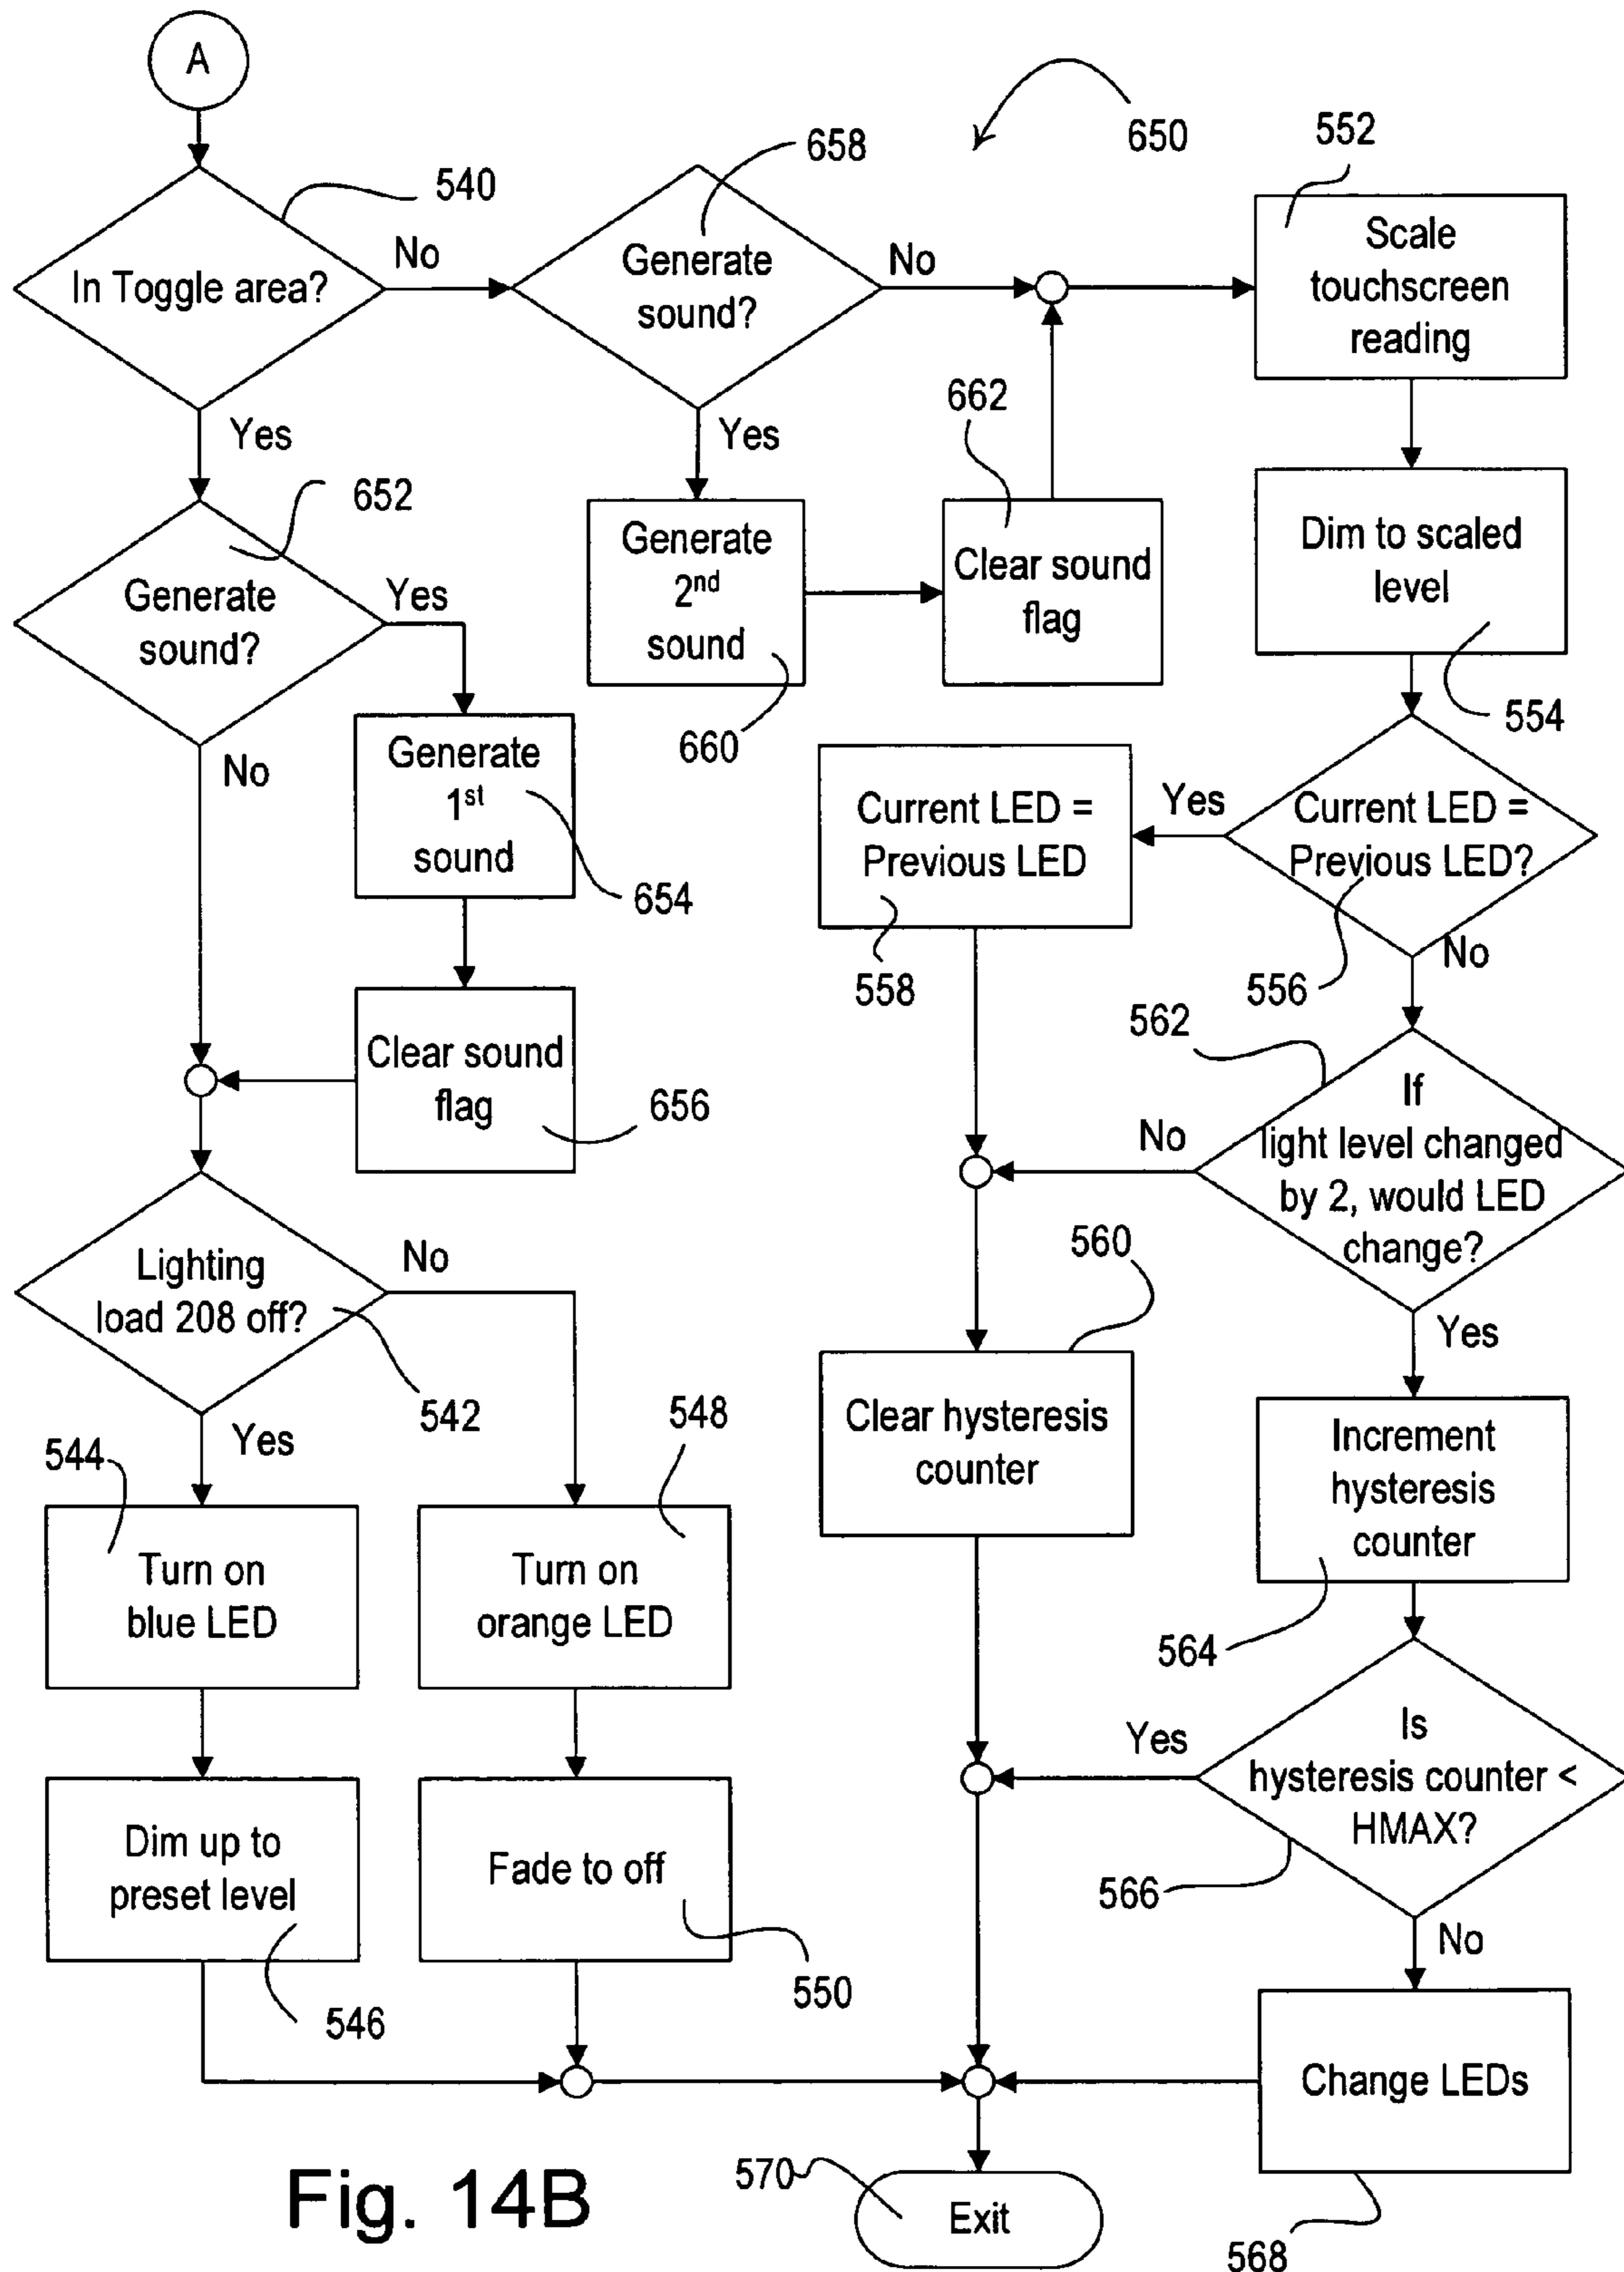 A
650
658
552
540
In Toggle area?
No
Generate
sound?
No
Scale
touchscreen
reading
Yes
Yes
662
652
Generate
sound?
Yes
Generate
2nd
sound
Clear sound
flag
660
Dim to scaled
level
554
No
Generate
1st
sound
654
Current LED =
Previous LED
558
Yes
Current LED =
Previous LED?
556
No
Clear sound
flag
656
562
If
light level changed
by 2, would LED
change?
No
Yes
Lighting
load 208 off?
No
542
Yes
560
Clear hysteresis
counter
Increment
hysteresis
counter
564
544
Turn on
blue LED
548
Turn on
orange LED
Is
hysteresis counter <
HMAX?
Yes
566
No
Dim up to
preset level
546
Fade to off
550
Change LEDs
568
570
Exit
Fig. 14B